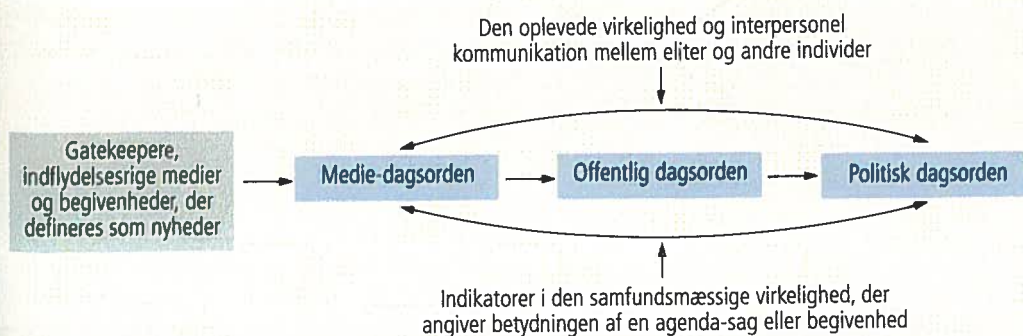 Den oplevede virkelighed og interpersonel
kommunikation mellem eliter og andre individer
Gatekeepere,
indflydelsesrige medier
og begivenheder, der
defineres som nyheder
Medie-dagsorden
Offentlig dagsorden
Politisk dagsorden
Indikatorer i den samfundsmæssige virkelighed, der
angiver betydningen af en agenda-sag eller begivenhed